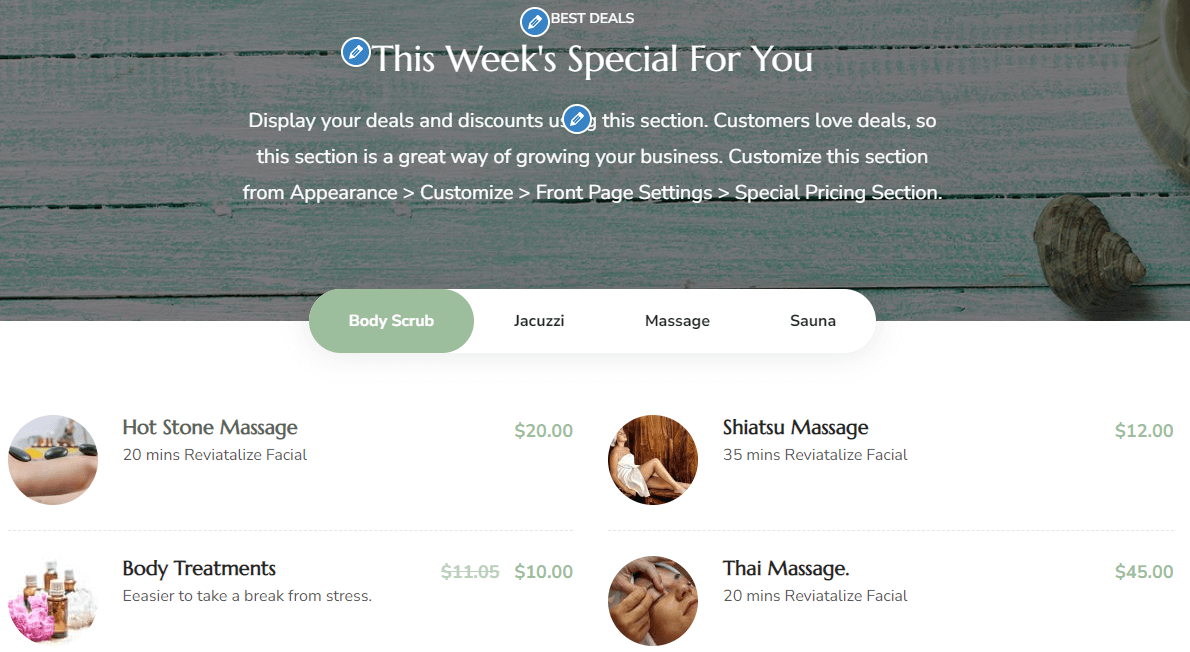 BEST DEALS
This Week's Special For You
Display your deals and discounts using this section. Customers love deals, so
this section is a great way of growing your business. Customize this section
from Appearance > Customize > Front Page Settings > Special Pricing Section.
Body Scrub Jacuzzi Massage Sauna
Hot Stone Massage $20.00
20 mins Reviatalize Facial
Shiatsu Massage $12.00
35 mins Reviatalize Facial
Body Treatments $11.05 $10.00
Eeasier to take a break from stress.
Thai Massage. $45.00
20 mins Reviatalize Facial